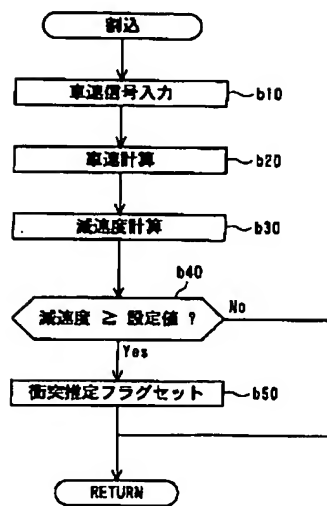 割込
車速信号入力
b10
車速計算
b20
減速度計算
b30
b40
減速度 ≥ 設定値 ?
No
Yes
衝突推定フラグセット
b50
RETURN